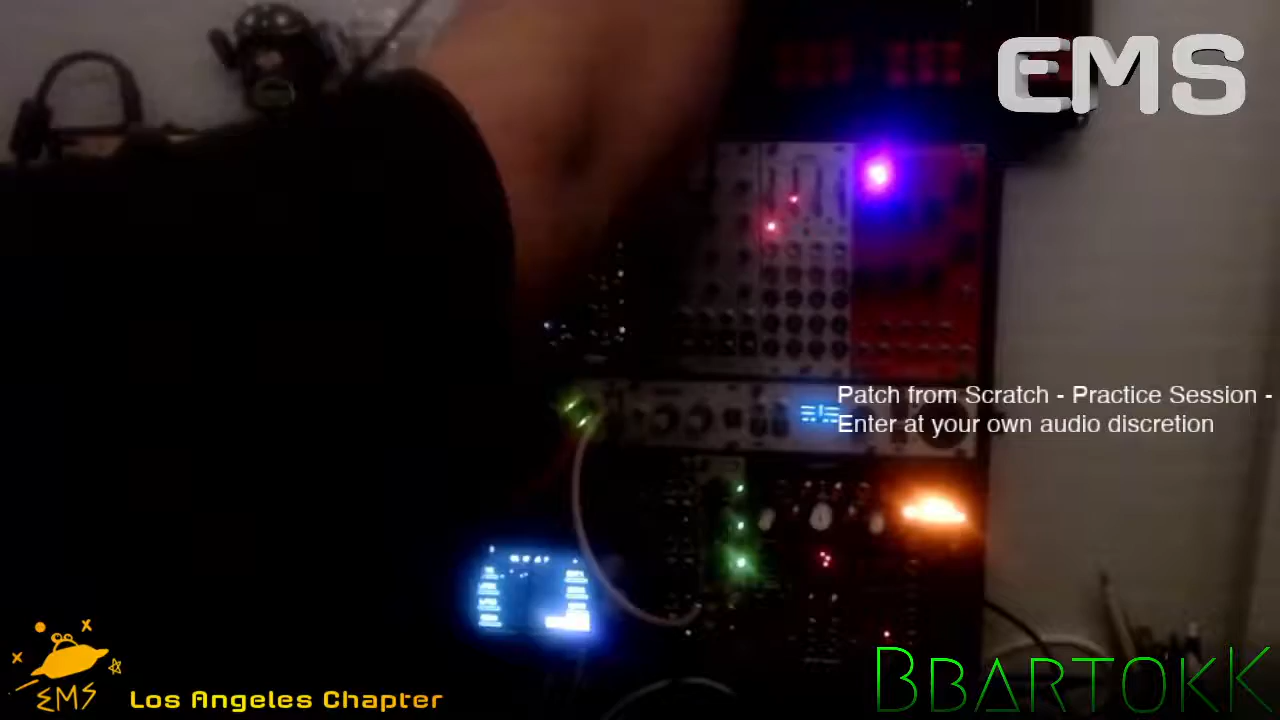 EMS
Patch from Scratch - Practice Session -
Enter at your own audio discretion
EMS
Los Angeles Chapter
BBARTOKK